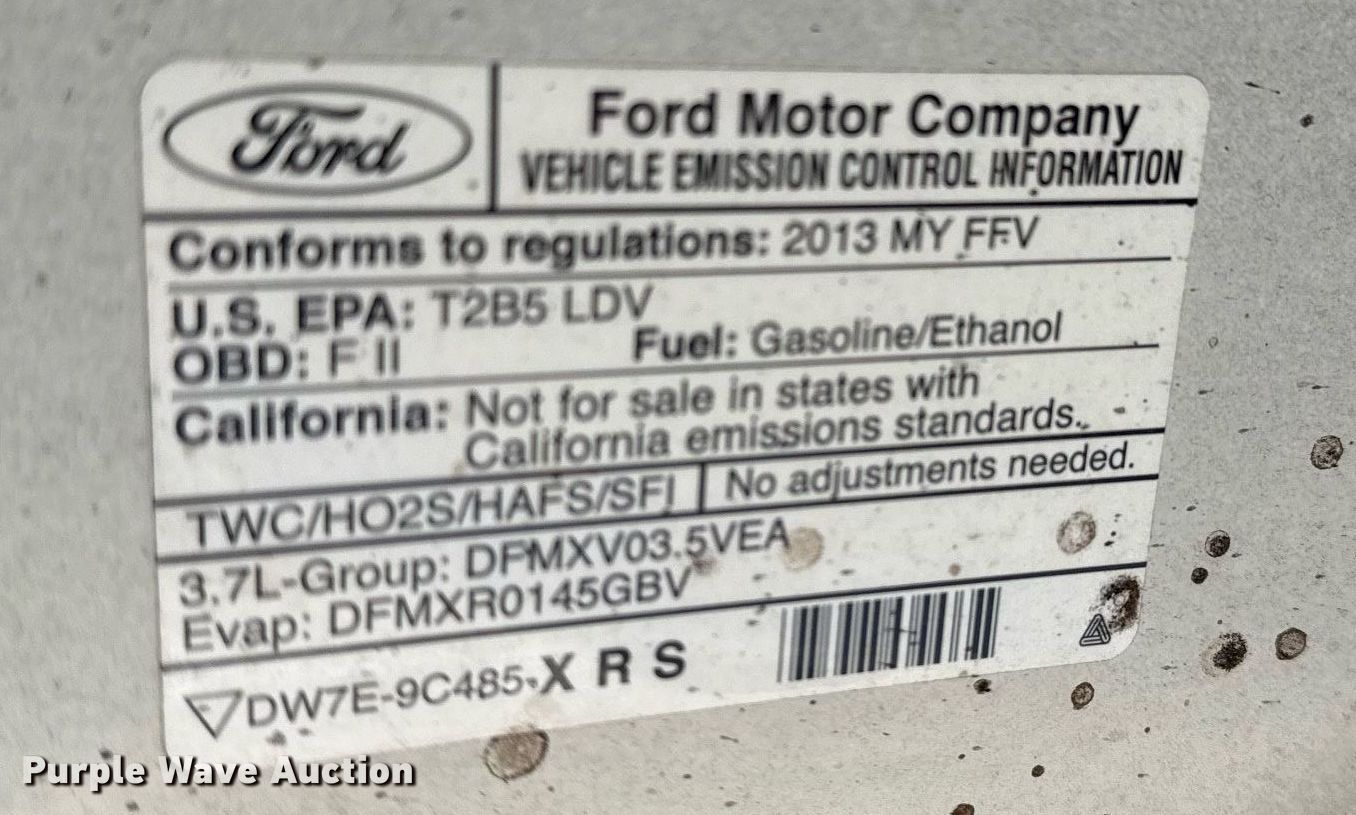 Ford
Ford Motor Company
VEHICLE EMISSION CONTROL INFORMATION
Conforms to regulations: 2013 MY FFV
U.S. EPA: T2B5 LDV
OBD: F II
Fuel: Gasoline/Ethanol
California: Not for sale in states with
California emissions standards.
TWC/HO2S/HAFS/SFI
No adjustments needed.
3.7L-Group: DFMXV03.5VEA
Evap: DFMXR0145GBV
DW7E-9C485-X R S
Purple Wave Auction